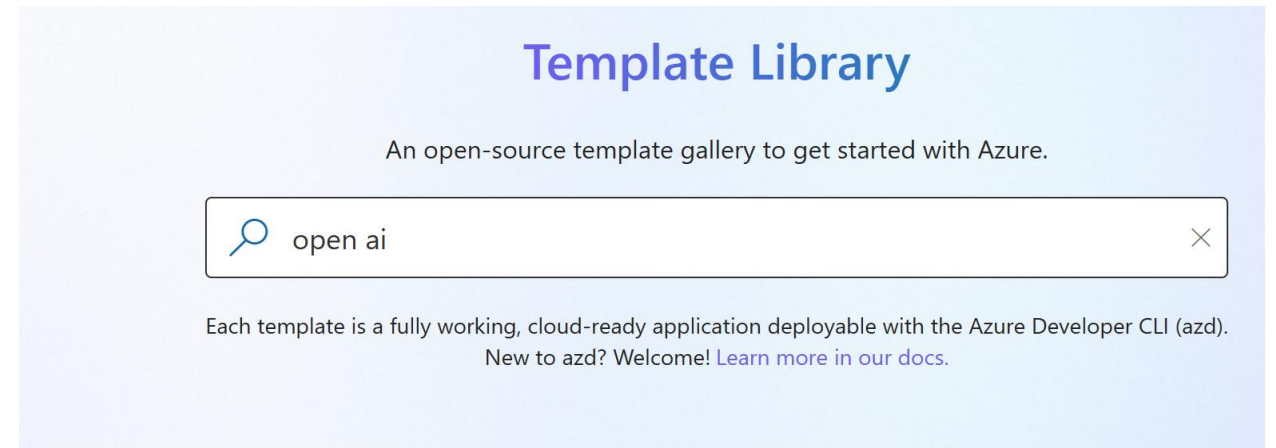 Template Library
An open-source template gallery to get started with Azure.
open ai
Each template is a fully working, cloud-ready application deployable with the Azure Developer CLI (azd).
New to azd? Welcome! Learn more in our docs.